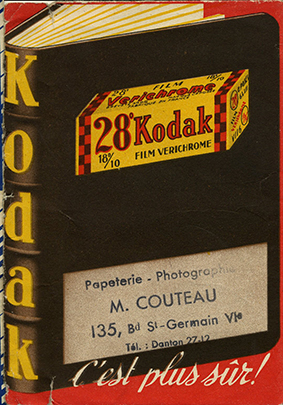 Kodak
FILM
Verichrome
28° Kodak
18°/10
FILM VERICHROME
Papeterie - Photographie
M. COUTEAU
135, Bd St-Germain VIe
Tél. : Danton 27-12
C'est plus sûr!